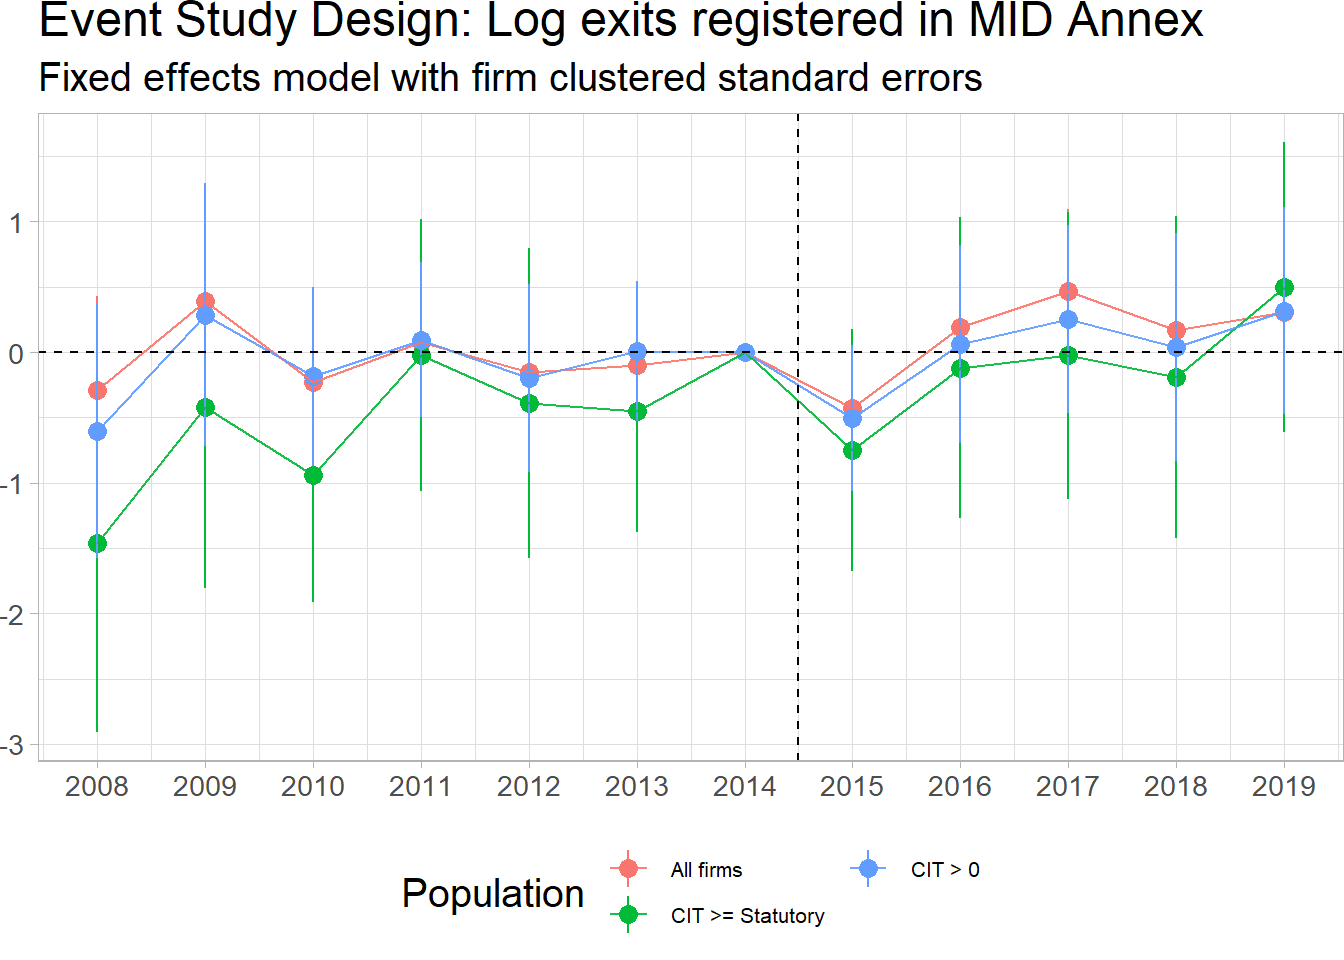 Event Study Design: Log exits registered in MID Annex
Fixed effects model with firm clustered standard errors
1
0
-1
-2
-3
2008 2009 2010 2011 2012 2013 2014 2015 2016 2017 2018 2019
Population
All firms
CIT >= Statutory
CIT > 0